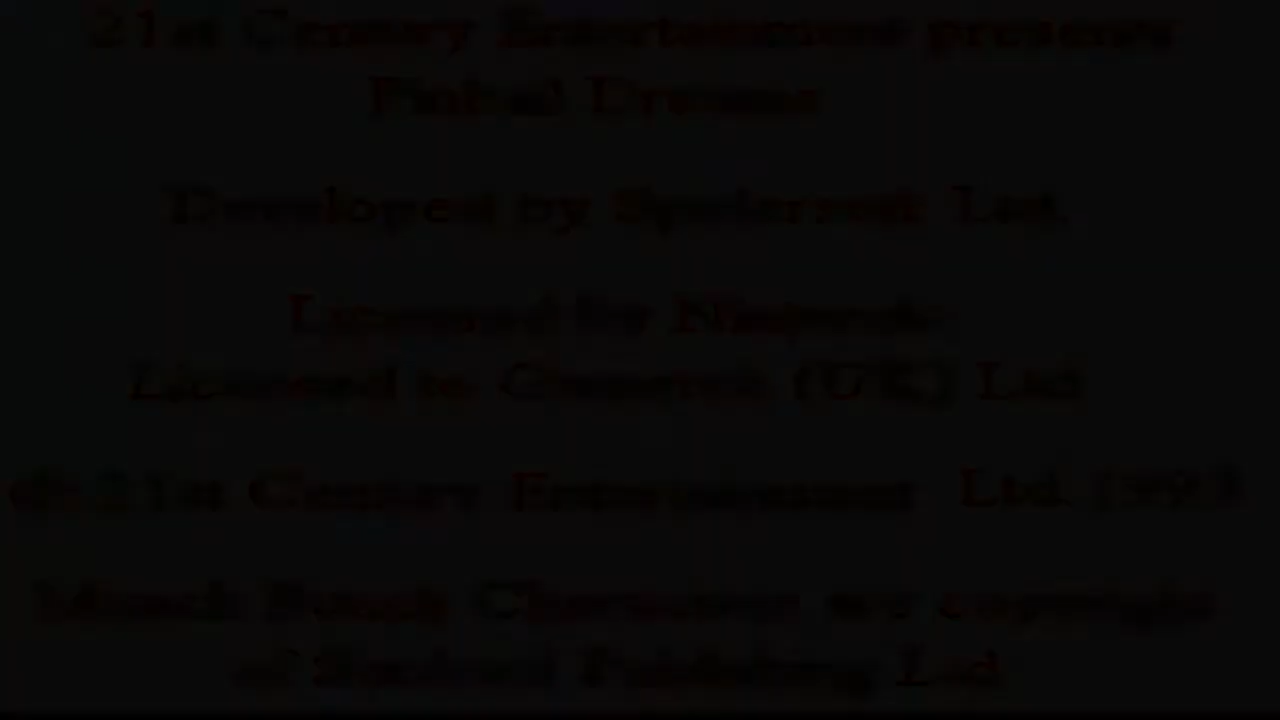 21st Century Entertainment presents
Pinball Dreams
Developed by Spidersoft Ltd.
Licensed by Nintendo
Licensed to Gametek (UK) Ltd
© 21st Century Entertainment Ltd 1993
Characters are copyright
of Publishing Ltd